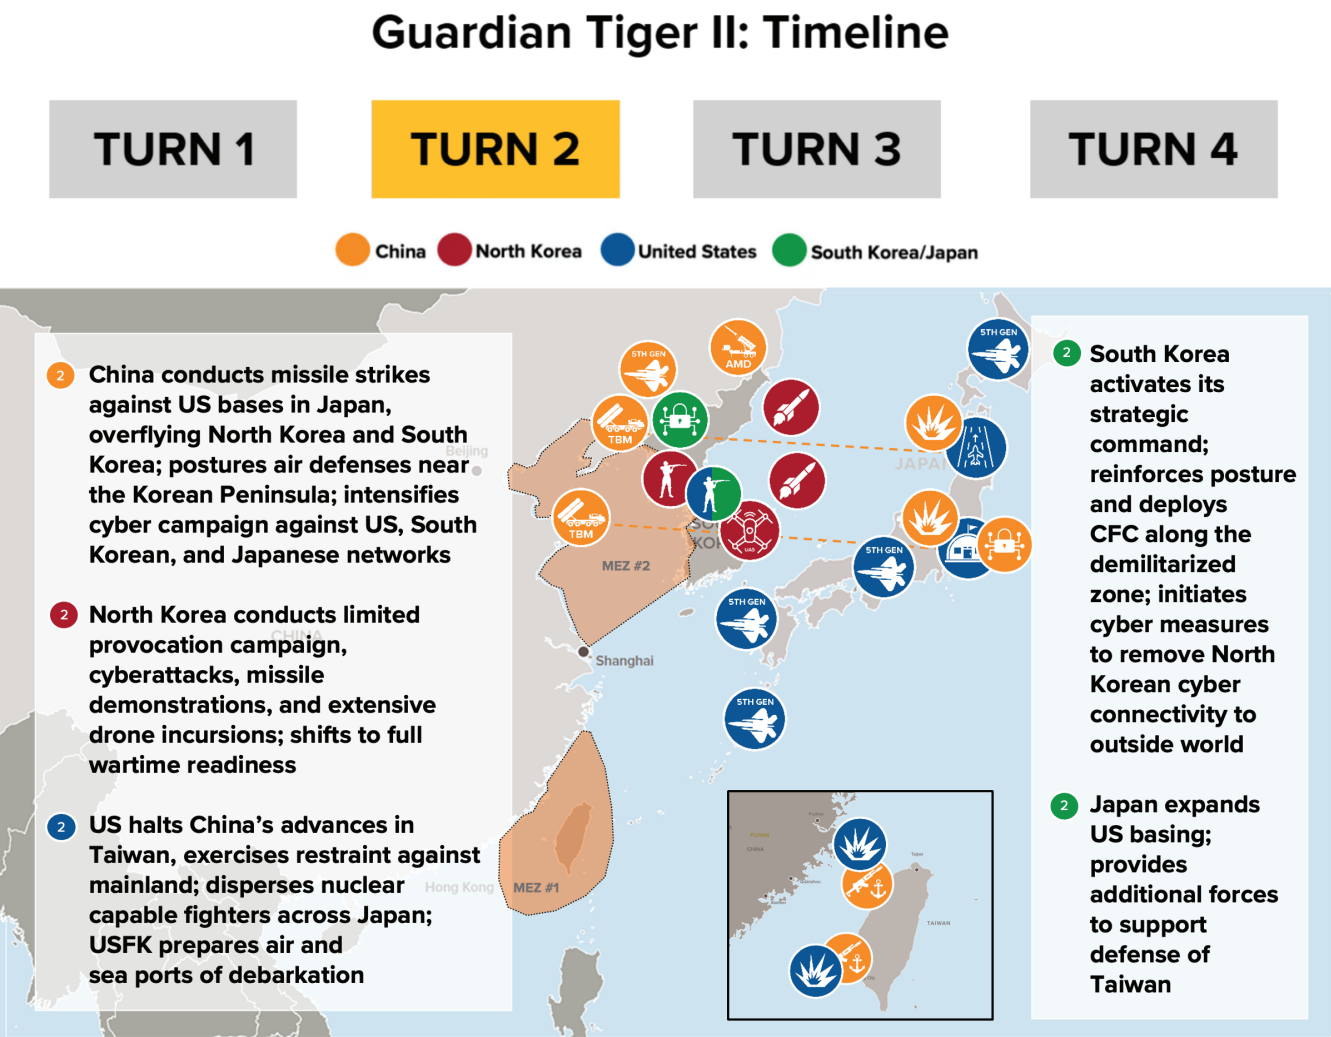 Guardian Tiger II: Timeline
TURN 1
TURN 2
TURN 3
TURN 4
China
North Korea
United States
South Korea/Japan
2
China conducts missile strikes
against US bases in Japan,
overflying North Korea and South
Korea; postures air defenses near
the Korean Peninsula; intensifies
cyber campaign against US, South
Korean, and Japanese networks
2
North Korea conducts limited
provocation campaign,
cyberattacks, missile
demonstrations, and extensive
drone incursions; shifts to full
wartime readiness
2
US halts China's advances in
Taiwan, exercises restraint against
mainland; disperses nuclear
capable fighters across Japan;
USFK prepares air and
sea ports of debarkation
Beijing
CHINA
Hong Kong
5TH GEN
AMD
TBM
TBM
UAS
MEZ #2
Shanghai
MEZ #1
5TH GEN
5TH GEN
5TH GEN
5TH GEN
CHINA
Taipei
TAIWAN
2
South Korea
activates its
strategic
command;
reinforces posture
and deploys
CFC along the
demilitarized
zone; initiates
cyber measures
to remove North
Korean cyber
connectivity to
outside world
2
Japan expands
US basing;
provides
additional forces
to support
defense of
Taiwan